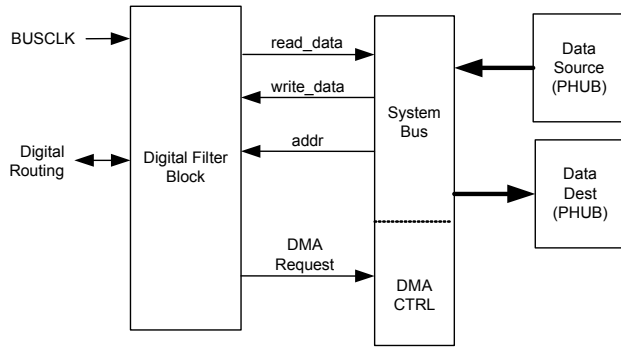 BUSCLK
Digital
Routing
Digital Filter
Block
read_data
write_data
addr
DMA
Request
System
Bus
DMA
CTRL
Data
Source
(PHUB)
Data
Dest
(PHUB)